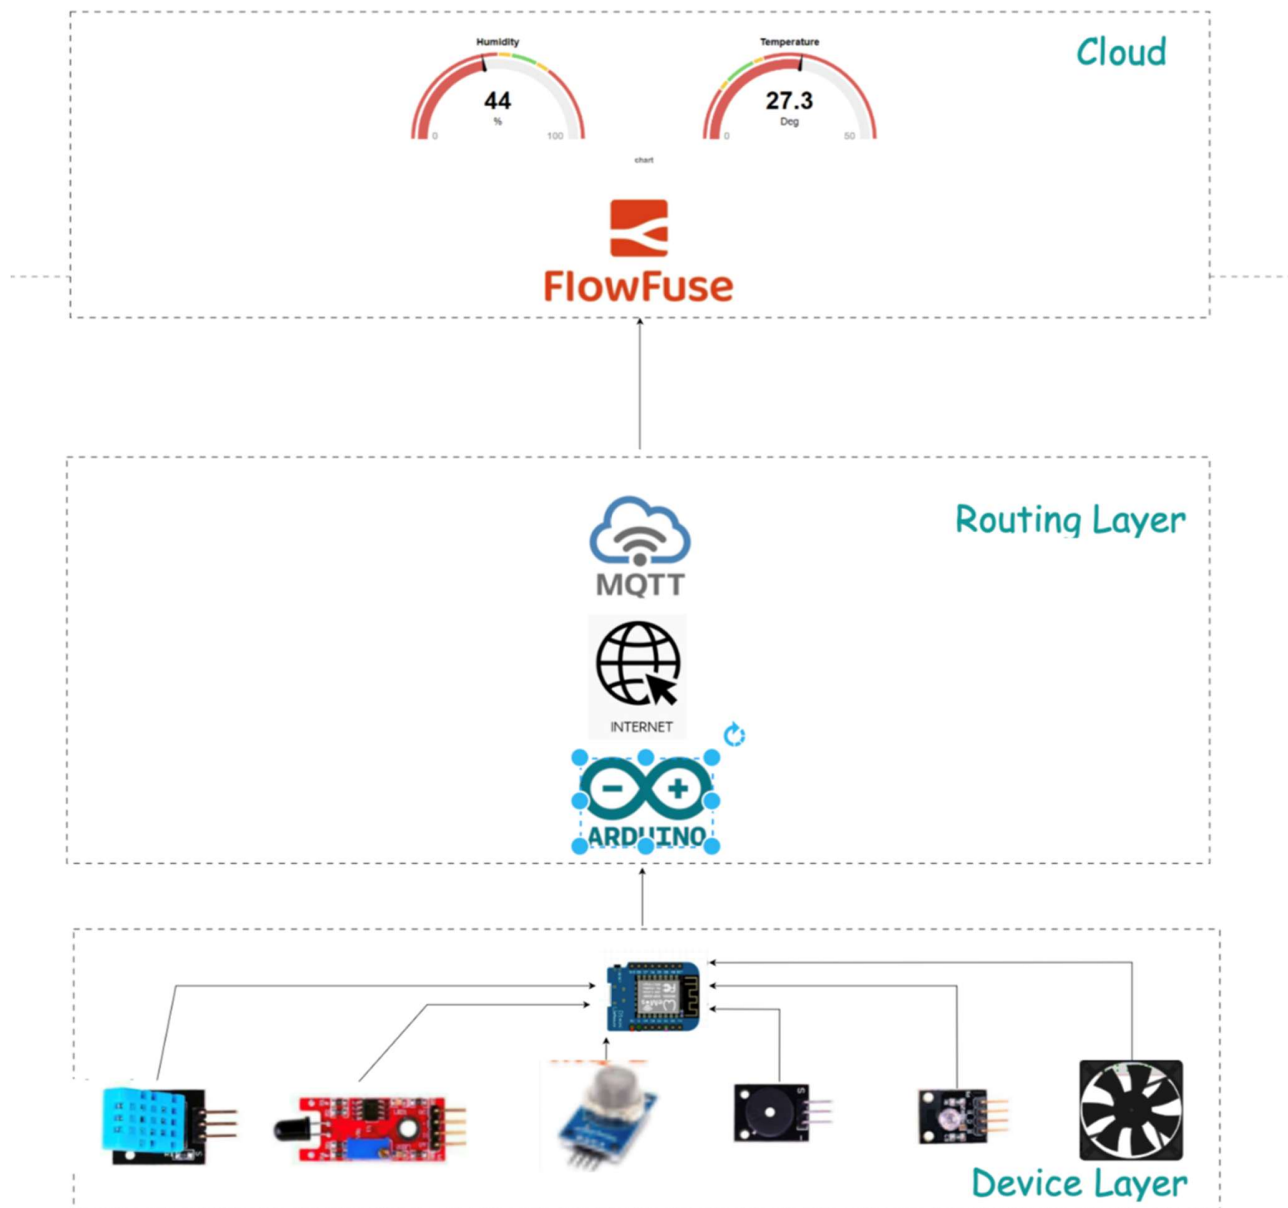 Cloud
Humidity
44
%
0
100
Temperature
27.3
Deg
0
50
chart
FlowFuse
Routing Layer
MQTT
INTERNET
ARDUINO
Device Layer